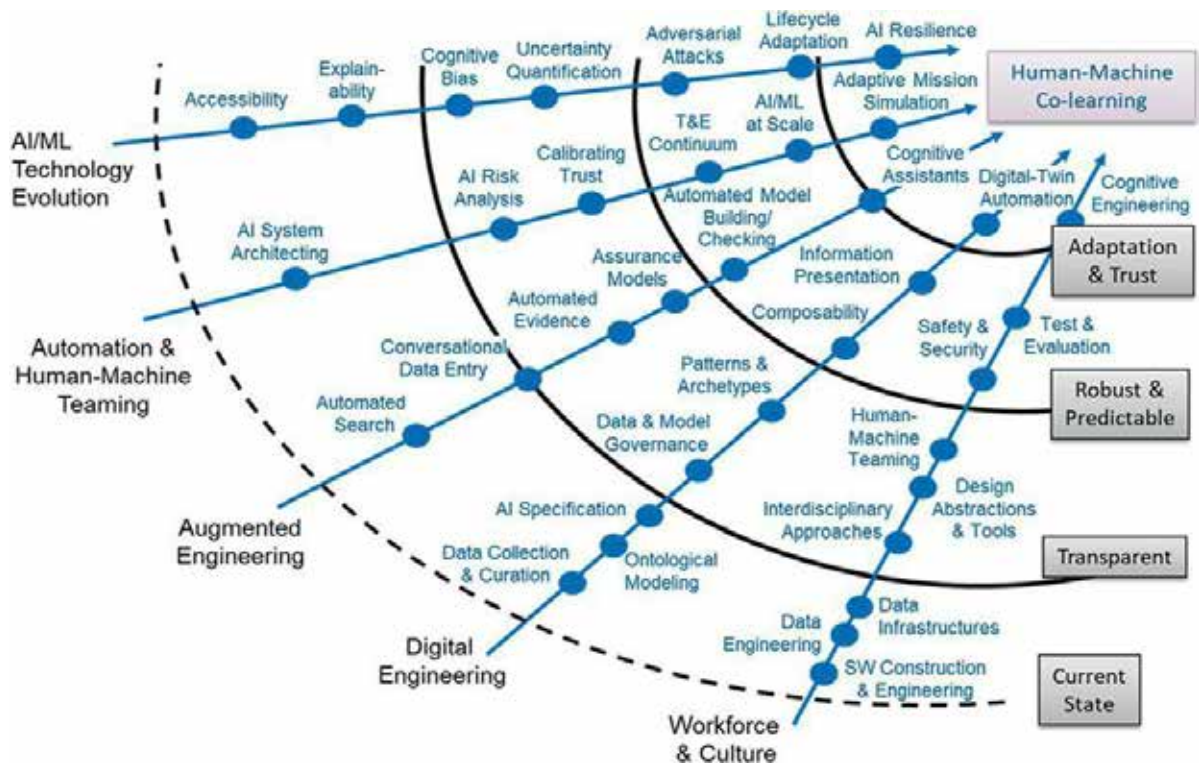 Lifecycle
Adaptation
AI Resilience
Adversarial
Attacks
Uncertainty
Quantification
Cognitive
Bias
Explain-
ability
Accessibility
AI/ML
Technology
Evolution
Human-Machine
Co-learning
Adaptive Mission
Simulation
AI/ML
at Scale
T&E
Continuum
Calibrating
Trust
AI Risk
Analysis
AI System
Architecting
Automation &
Human-Machine
Teaming
Cognitive
Assistants
Automated Model
Building/
Checking
Assurance
Models
Automated
Evidence
Conversational
Data Entry
Automated
Search
Augmented
Engineering
Digital-Twin
Automation
Information
Presentation
Composability
Patterns &
Archetypes
Data & Model
Governance
AI Specification
Ontological
Modeling
Data Collection
& Curation
Digital
Engineering
Cognitive
Engineering
Test &
Evaluation
Safety &
Security
Human-
Machine
Teaming
Design
Abstractions
& Tools
Interdisciplinary
Approaches
Data
Infrastructures
Data
Engineering
SW Construction
& Engineering
Workforce
& Culture
Adaptation
& Trust
Robust &
Predictable
Transparent
Current
State